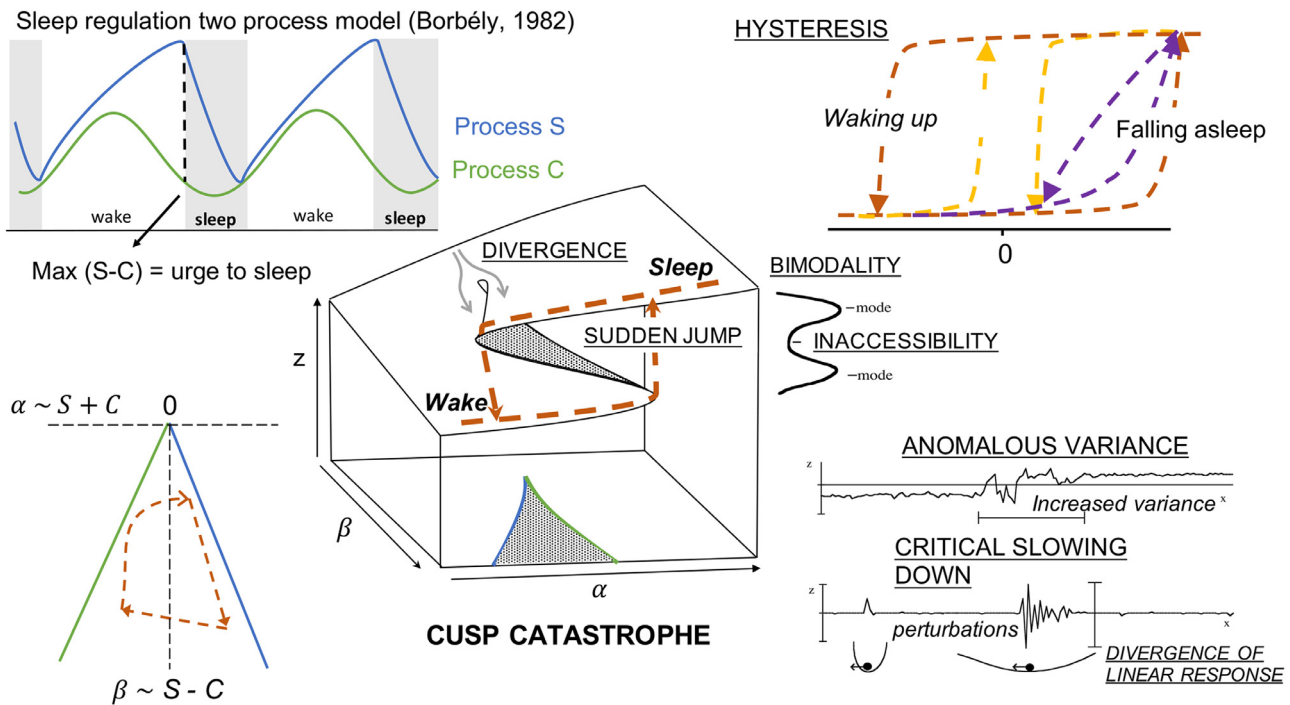 Sleep regulation two process model (Borbély, 1982)
Process S
Process C
wake
sleep
wake
sleep
Max (S-C) = urge to sleep
HYSTERESIS
Waking up
Falling asleep
0
DIVERGENCE
Sleep
SUDDEN JUMP
Wake
z
β
α
CUSP CATASTROPHE
BIMODALITY
mode
INACCESSIBILITY
mode
α ~ S + C
0
β ~ S - C
ANOMALOUS VARIANCE
z
Increased variance
x
CRITICAL SLOWING
DOWN
z
perturbations
x
DIVERGENCE OF
LINEAR RESPONSE